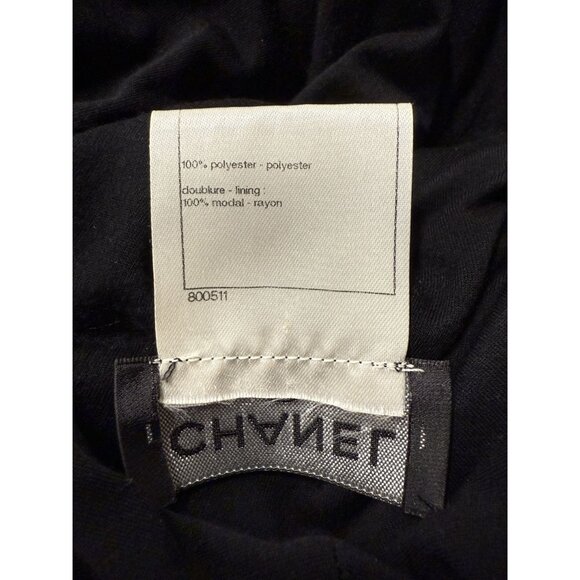 100% polyester - polyester
doublure - lining :
100% modal - rayon
800511
CHANEL